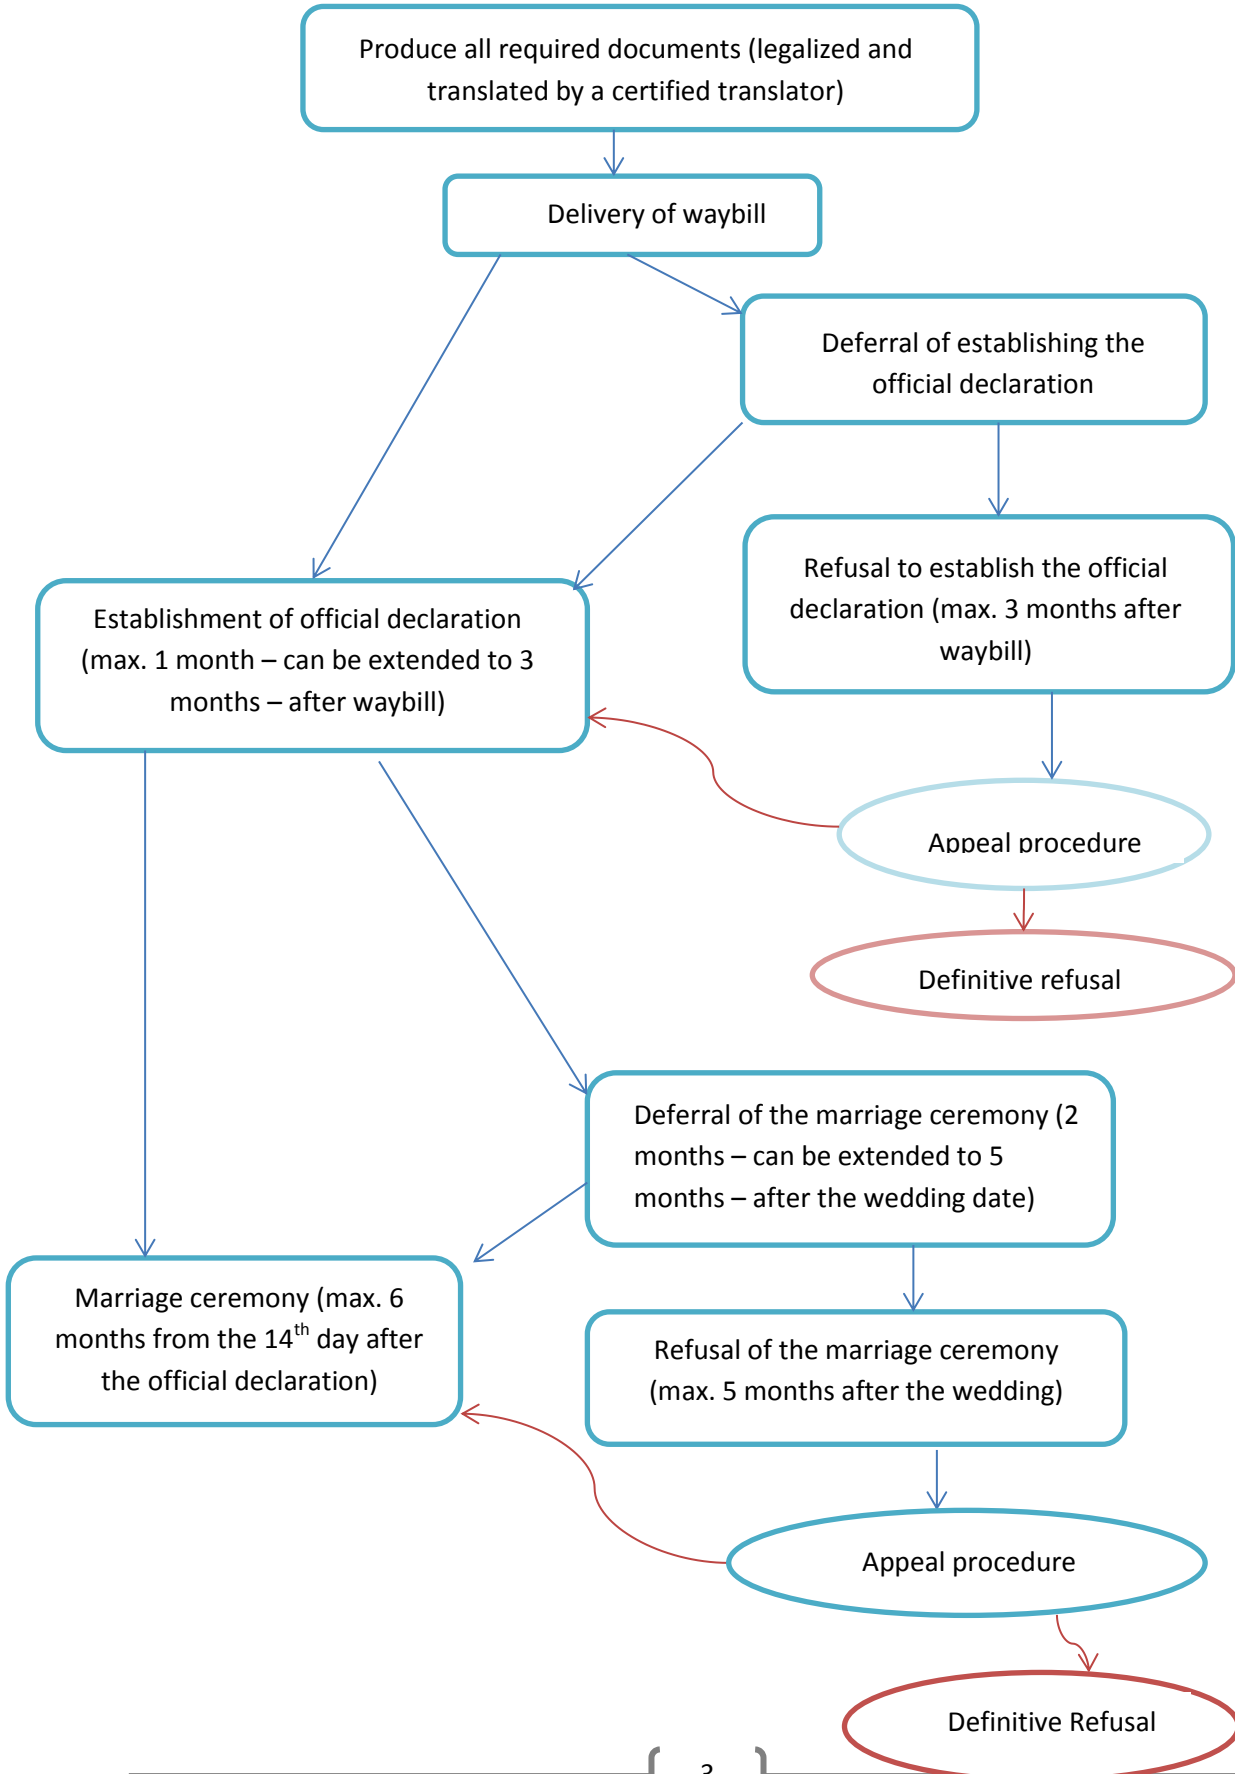 Produce all required documents (legalized and
translated by a certified translator)
Delivery of waybill
Deferral of establishing the
official declaration
Refusal to establish the official
declaration (max. 3 months after
waybill)
Establishment of official declaration
(max. 1 month – can be extended to 3
months – after waybill)
Appeal procedure
Definitive refusal
Deferral of the marriage ceremony (2
months – can be extended to 5
months – after the wedding date)
Marriage ceremony (max. 6
months from the 14th day after
the official declaration)
Refusal of the marriage ceremony
(max. 5 months after the wedding)
Appeal procedure
Definitive Refusal
3